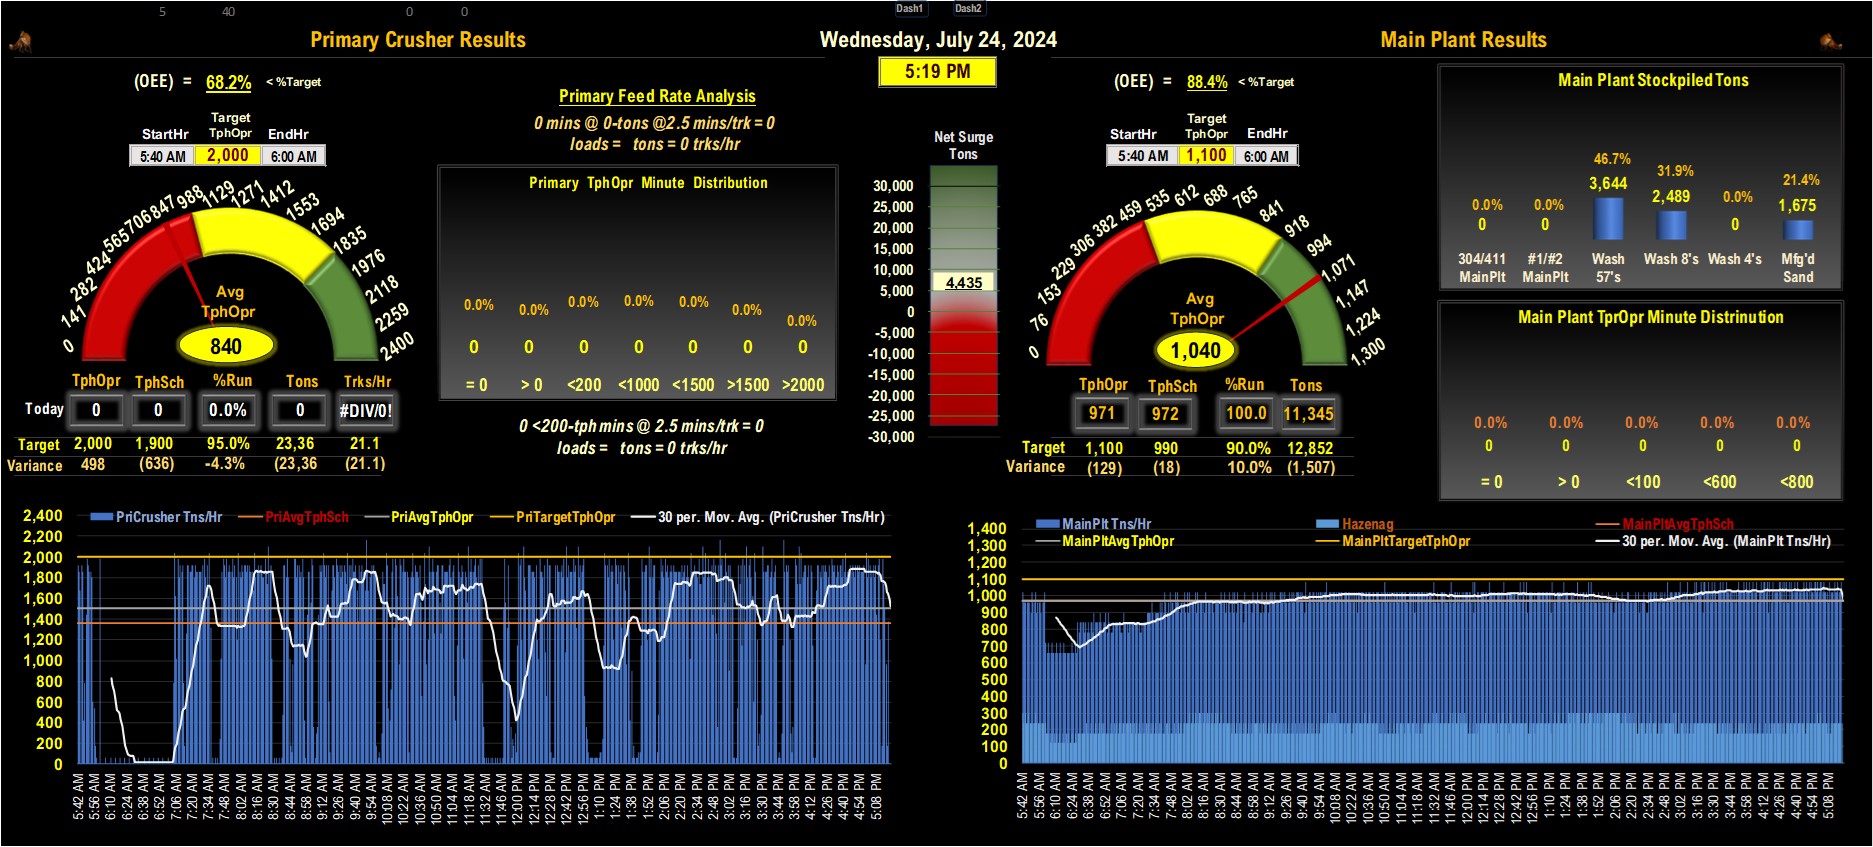 5 40 0 0 Dash1 Dash2
Primary Crusher Results
Wednesday, July 24, 2024
Main Plant Results
5:19 PM
(OEE) = 68.2% < %Target
Target
StartHr TphOpr EndHr
5:40 AM 2,000 6:00 AM
0 141 282 424 565 706 847 988 1129 1271 1412 1553 1694 1835 1976 2118 2259 2400
Avg
TphOpr
840
TphOpr TphSch %Run Tons Trks/Hr
Today 0 0 0.0% 0 #DIV/0!
Target 2,000 1,900 95.0% 23,36 21.1
Variance 498 (636) -4.3% (23,36 (21.1)
Primary Feed Rate Analysis
0 mins @ 0-tons @2.5 mins/trk = 0
loads = tons = 0 trks/hr
Primary TphOpr Minute Distribution
0.0% 0.0% 0.0% 0.0% 0.0% 0.0% 0.0%
0 0 0 0 0 0 0
= 0 > 0 <200 <1000 <1500 >1500 >2000
0 <200-tph mins @ 2.5 mins/trk = 0
loads = tons = 0 trks/hr
Net Surge
Tons
30,000
25,000
20,000
15,000
10,000
4,435
5,000
0
-5,000
-10,000
-15,000
-20,000
-25,000
-30,000
(OEE) = 88.4% < %Target
Target
StartHr TphOpr EndHr
5:40 AM 1,100 6:00 AM
0 76 153 229 306 382 459 535 612 688 765 841 918 994 1,071 1,147 1,224 1,300
Avg
TphOpr
1,040
TphOpr TphSch %Run Tons
971 972 100.0 11,345
Target 1,100 990 90.0% 12,852
Variance (129) (18) 10.0% (1,507)
Main Plant Stockpiled Tons
0.0% 0.0% 46.7% 31.9% 0.0% 21.4%
0 0 3,644 2,489 0 1,675
304/411 #1/#2 Wash Wash 8's Wash 4's Mfg'd
MainPlt MainPlt 57's Sand
Main Plant TprOpr Minute Distrinution
0.0% 0.0% 0.0% 0.0% 0.0% 0.0%
0 0 0 0 0 0
= 0 > 0 <100 <600 <800
PriCrusher Tns/Hr PriAvgTphSch PriAvgTphOpr PriTargetTphOpr 30 per. Mov. Avg. (PriCrusher Tns/Hr)
2,400
2,200
2,000
1,800
1,600
1,400
1,200
1,000
800
600
400
200
0
5:42 AM 5:56 AM 6:10 AM 6:24 AM 6:38 AM 6:52 AM 7:06 AM 7:20 AM 7:34 AM 7:48 AM 8:02 AM 8:16 AM 8:30 AM 8:44 AM 8:58 AM 9:12 AM 9:26 AM 9:40 AM 9:54 AM 10:08 AM 10:22 AM 10:36 AM 10:50 AM 11:04 AM 11:18 AM 11:32 AM 11:46 AM 12:00 PM 12:14 PM 12:28 PM 12:42 PM 12:56 PM 1:10 PM 1:24 PM 1:38 PM 1:52 PM 2:06 PM 2:20 PM 2:34 PM 2:48 PM 3:02 PM 3:16 PM 3:30 PM 3:44 PM 3:58 PM 4:12 PM 4:26 PM 4:40 PM 4:54 PM 5:08 PM
MainPlt Tns/Hr Hazenag MainPltAvgTphSch
MainPltAvgTphOpr MainPltTargetTphOpr 30 per. Mov. Avg. (MainPlt Tns/Hr)
1,400
1,300
1,200
1,100
1,000
900
800
700
600
500
400
300
200
100
0
5:42 AM 5:56 AM 6:10 AM 6:24 AM 6:38 AM 6:52 AM 7:06 AM 7:20 AM 7:34 AM 7:48 AM 8:02 AM 8:16 AM 8:30 AM 8:44 AM 8:58 AM 9:12 AM 9:26 AM 9:40 AM 9:54 AM 10:08 AM 10:22 AM 10:36 AM 10:50 AM 11:04 AM 11:18 AM 11:32 AM 11:46 AM 12:00 PM 12:14 PM 12:28 PM 12:42 PM 12:56 PM 1:10 PM 1:24 PM 1:38 PM 1:52 PM 2:06 PM 2:20 PM 2:34 PM 2:48 PM 3:02 PM 3:16 PM 3:30 PM 3:44 PM 3:58 PM 4:12 PM 4:26 PM 4:40 PM 4:54 PM 5:08 PM